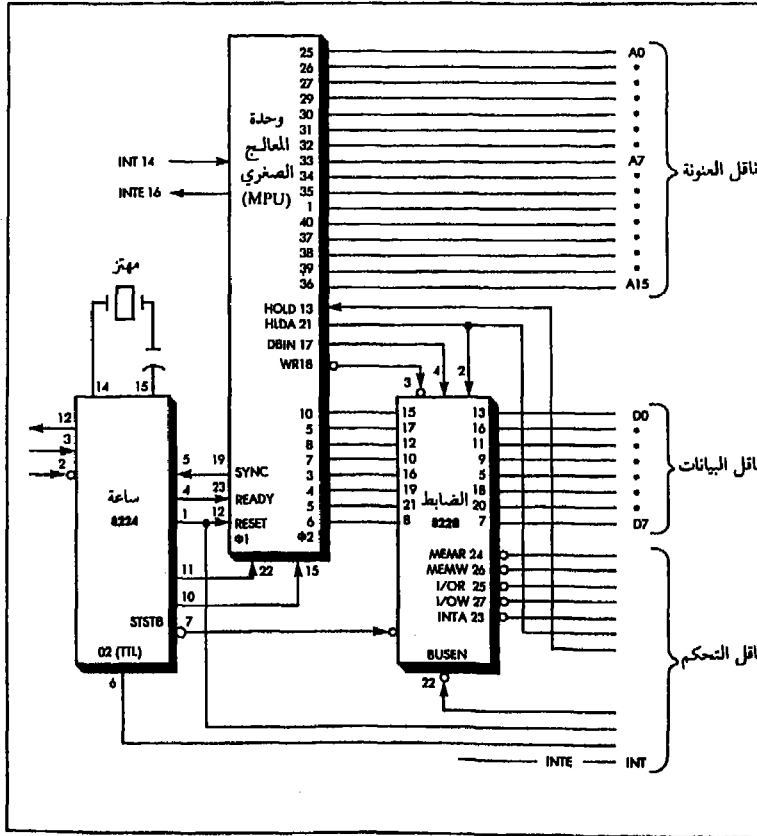 25 A0
26
27
29
30
31
32
33 A7
34
35
1
40
37
38
39
36 A15
ناقل العنونة
وحدة
المعالج
الصغري
(MPU)
INT 14
INTE 16
مهتز
HOLD 13
HLDA 21
DBIN 17
WR18
3 4 2
14 15
12
3
2
ساعة
8224
5 19 SYNC
4 23 READY
1 12 RESET
Φ1 Φ2
11 22
10 15
STSTB 7
02 (TTL)
6
10 15 13 D0
5 17 16
8 12 11
7 10 9
3 16 5
4 19 18
5 21 20
6 8 7 D7
الضابط
8228
ناقل البيانات
MEMR 24
MEMW 26
I/OR 25
I/OW 27
INTA 23
BUSEN
22
ناقل التحكم
INTE INT